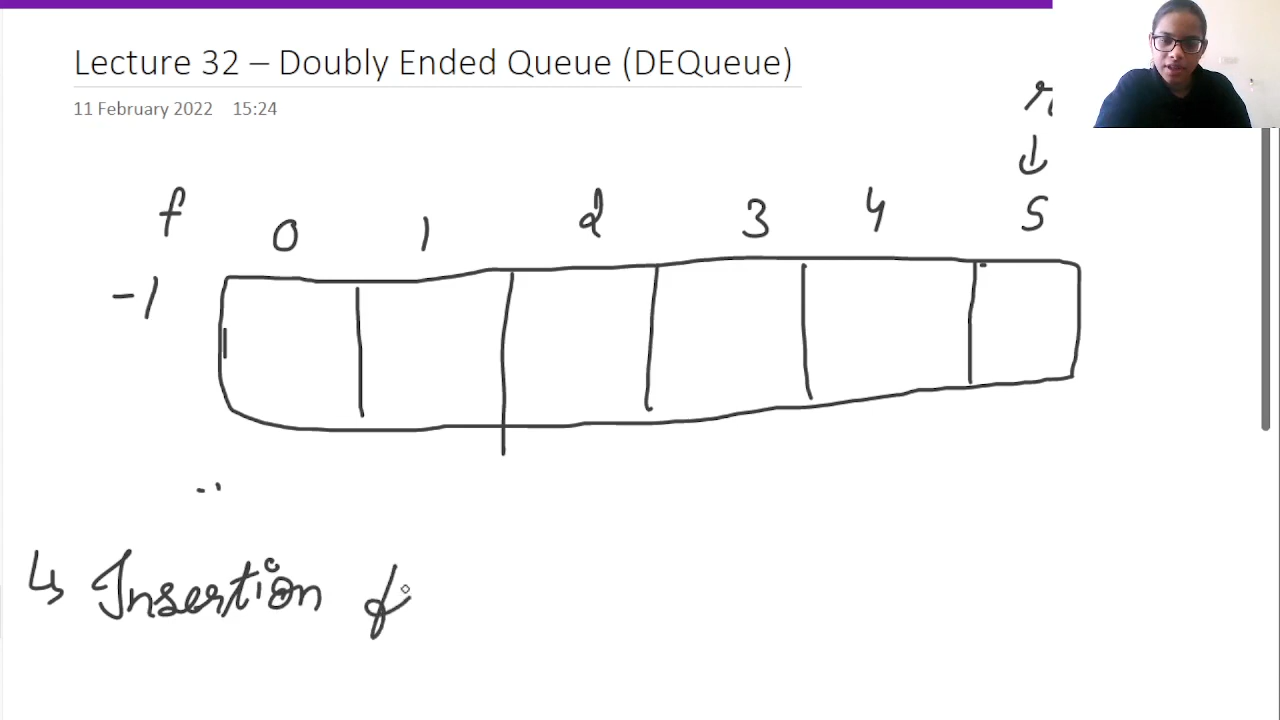 Lecture 32 – Doubly Ended Queue (DEQueue)
11 February 2022 15:24
r
f 0 1 2 3 4 5
-1
↳ Insertion f